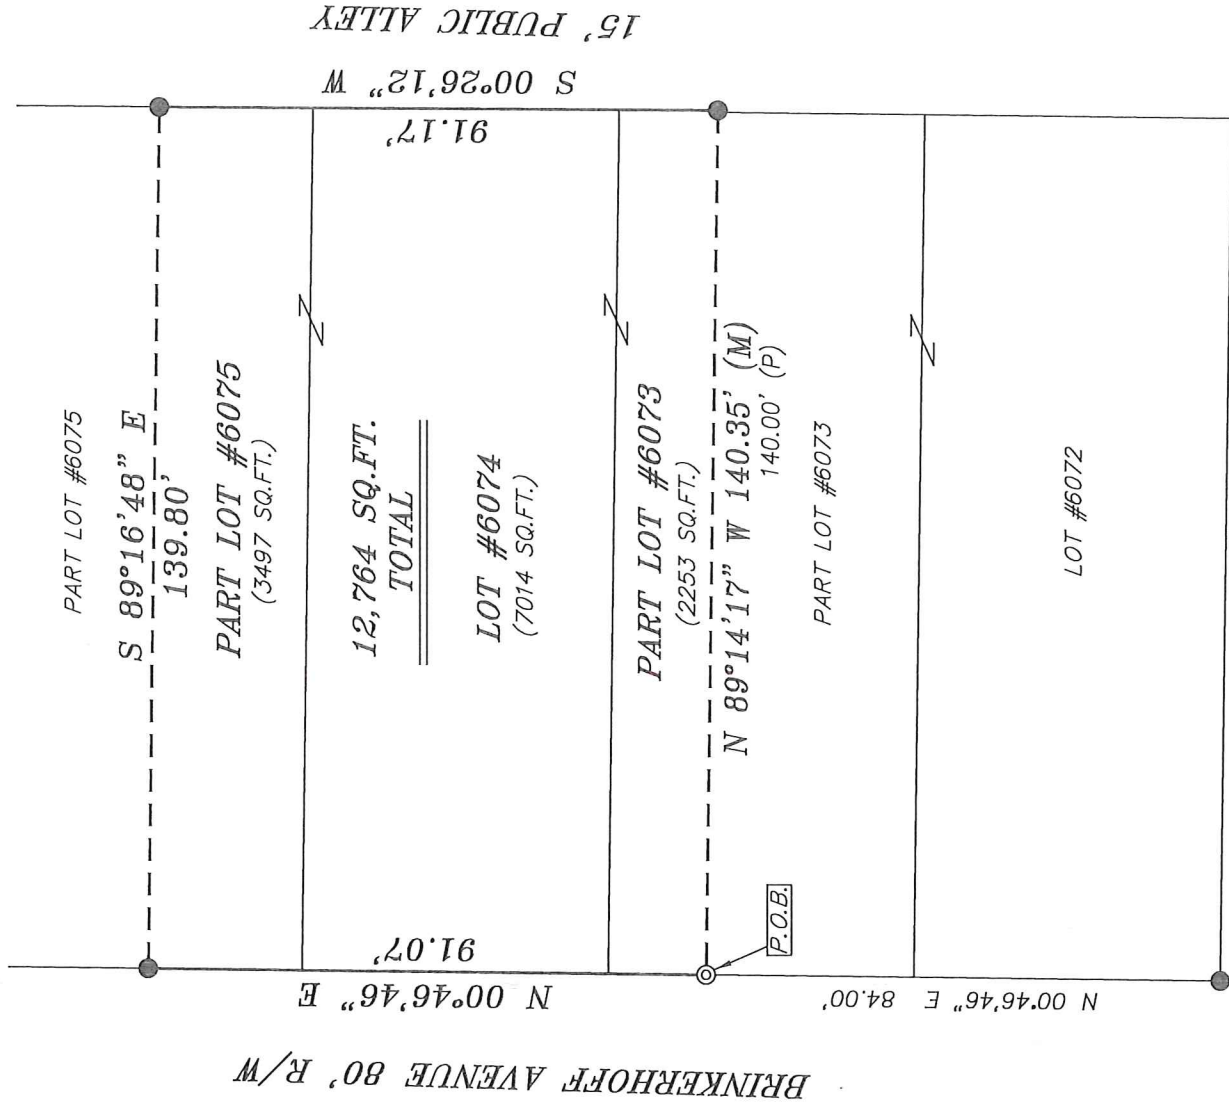 15' PUBLIC ALLEY
S 00°26'12" W
91.17'
PART LOT #6075
S 89°16'48" E
139.80'
PART LOT #6075
(3497 SQ.FT.)
12,764 SQ.FT.
TOTAL
LOT #6074
(7014 SQ.FT.)
PART LOT #6073
(2253 SQ.FT.)
N 89°14'17" W 140.35' (M)
140.00' (P)
PART LOT #6073
LOT #6072
P.O.B.
91.07'
N 00°46'46" E
N 00°46'46" E 84.00'
BRINKERHOFF AVENUE 80' R/W